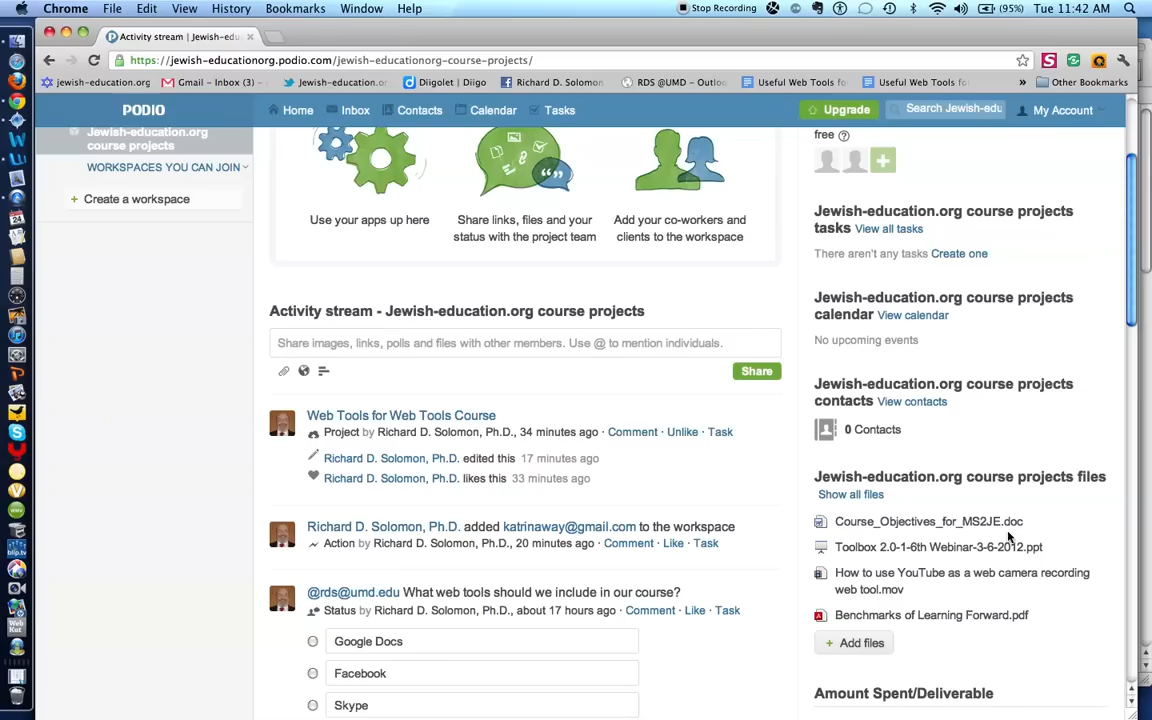 Chrome File Edit View History Bookmarks Window Help
Stop Recording
(95%) Tue 11:42 AM
Activity stream | Jewish-edu
https://jewish-educationorg.podio.com/jewish-educationorg-course-projects/
jewish-education.org
Gmail – Inbox (3) –
Jewish-education.or
Diigolet | Diigo
Richard D. Solomon
RDS @UMD – Outloo
Useful Web Tools fo
Useful Web Tools fo
»
Other Bookmarks
PODIO
Home Inbox Contacts Calendar Tasks
Upgrade
Search Jewish-edu
My Account
Jewish-education.org
course projects
WORKSPACES YOU CAN JOIN
+ Create a workspace
Use your apps up here
Share links, files and your
status with the project team
Add your co-workers and
clients to the workspace
Activity stream - Jewish-education.org course projects
Share images, links, polls and files with other members. Use @ to mention individuals.
Share
Web Tools for Web Tools Course
Project by Richard D. Solomon, Ph.D., 34 minutes ago · Comment · Unlike · Task
Richard D. Solomon, Ph.D. edited this 17 minutes ago
Richard D. Solomon, Ph.D. likes this 33 minutes ago
Richard D. Solomon, Ph.D. added katrinaway@gmail.com to the workspace
Action by Richard D. Solomon, Ph.D., 20 minutes ago · Comment · Like · Task
@rds@umd.edu What web tools should we include in our course?
Status by Richard D. Solomon, Ph.D., about 17 hours ago · Comment · Like · Task
Google Docs
Facebook
Skype
free ?
Jewish-education.org course projects
tasks View all tasks
There aren't any tasks Create one
Jewish-education.org course projects
calendar View calendar
No upcoming events
Jewish-education.org course projects
contacts View contacts
0 Contacts
Jewish-education.org course projects files
Show all files
Course_Objectives_for_MS2JE.doc
Toolbox 2.0-1-6th Webinar-3-6-2012.ppt
How to use YouTube as a web camera recording
web tool.mov
Benchmarks of Learning Forward.pdf
+ Add files
Amount Spent/Deliverable